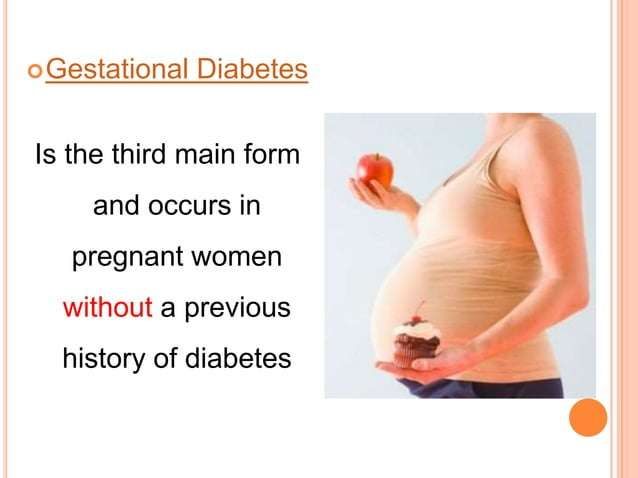 Gestational Diabetes
Is the third main form
and occurs in
pregnant women
without a previous
history of diabetes